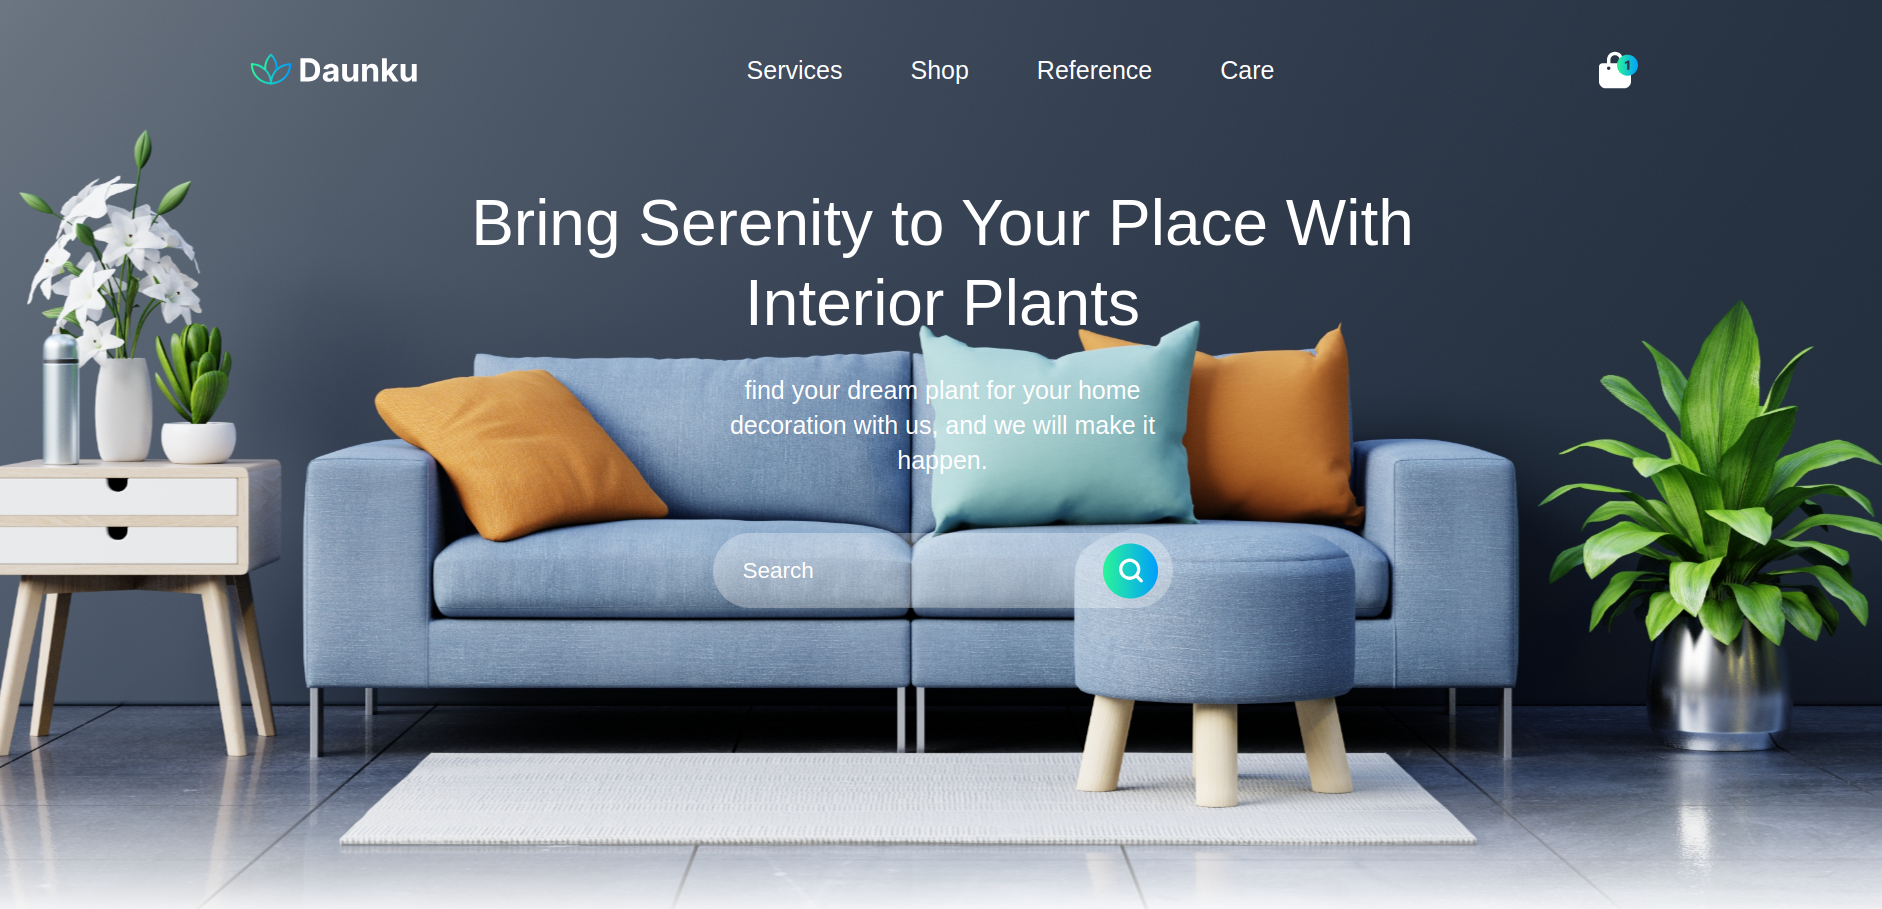 Daunku
Services
Shop
Reference
Care
1
Bring Serenity to Your Place With
Interior Plants
find your dream plant for your home
decoration with us, and we will make it
happen.
Search